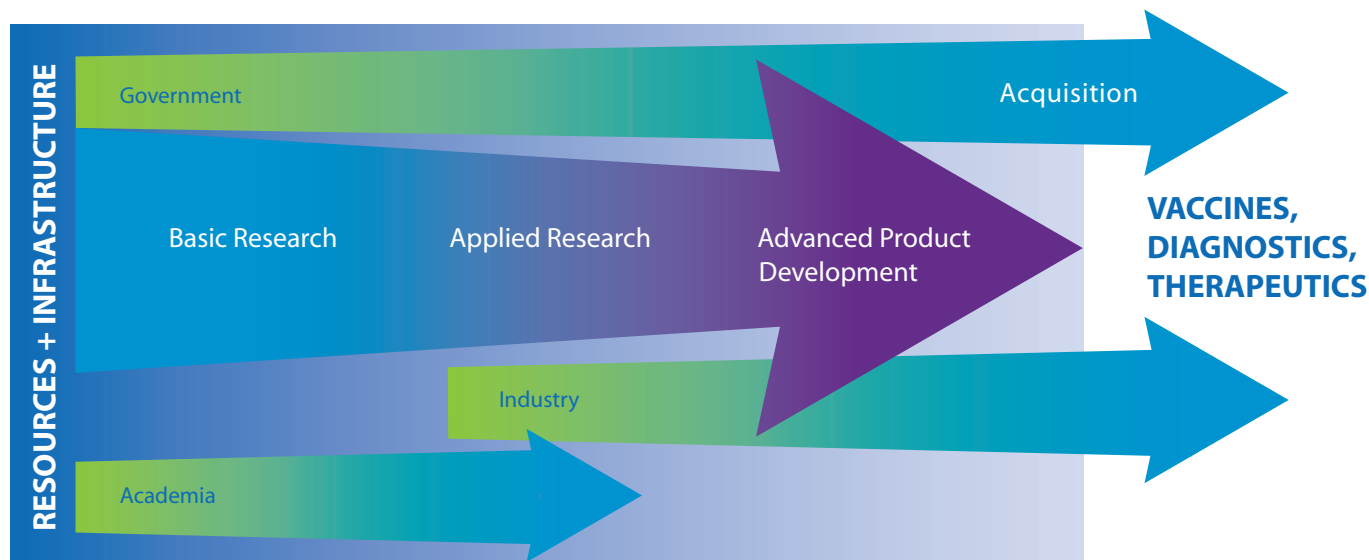 RESOURCES + INFRASTRUCTURE
Government
Acquisition
Basic Research
Applied Research
Advanced Product
Development
VACCINES,
DIAGNOSTICS,
THERAPEUTICS
Industry
Academia